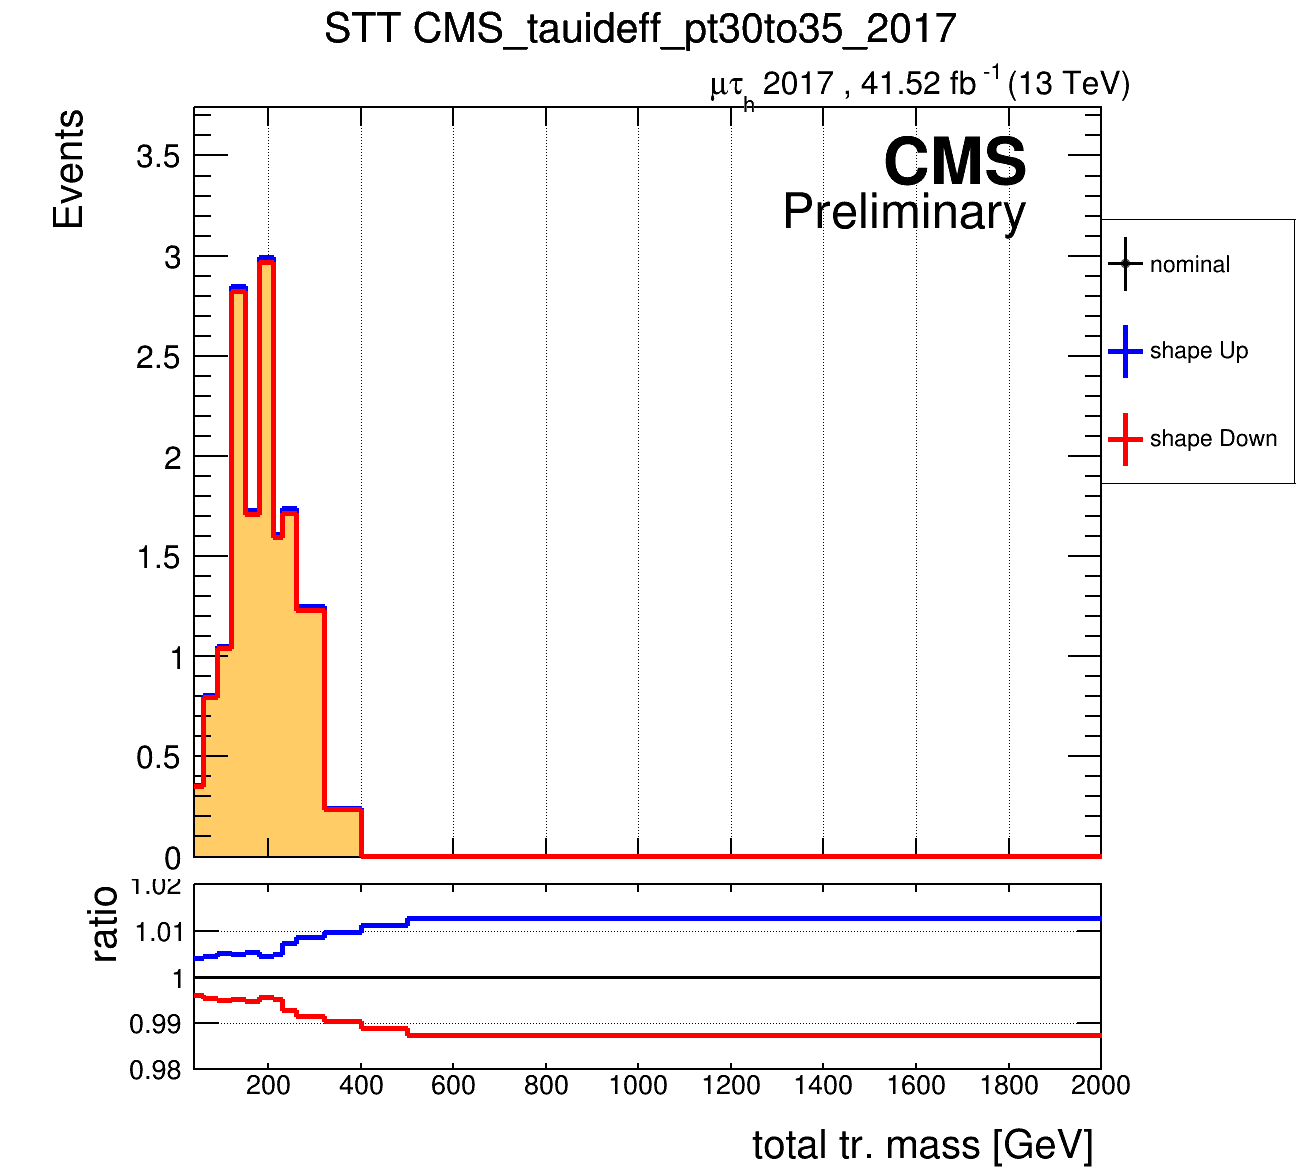 STT CMS_tauideff_pt30to35_2017
μτh 2017 , 41.52 fb-1 (13 TeV)
Events
CMS
Preliminary
3.5
3
2.5
2
1.5
1
0.5
0
nominal
shape Up
shape Down
ratio
1.02
1.01
1
0.99
0.98
200 400 600 800 1000 1200 1400 1600 1800 2000
total tr. mass [GeV]